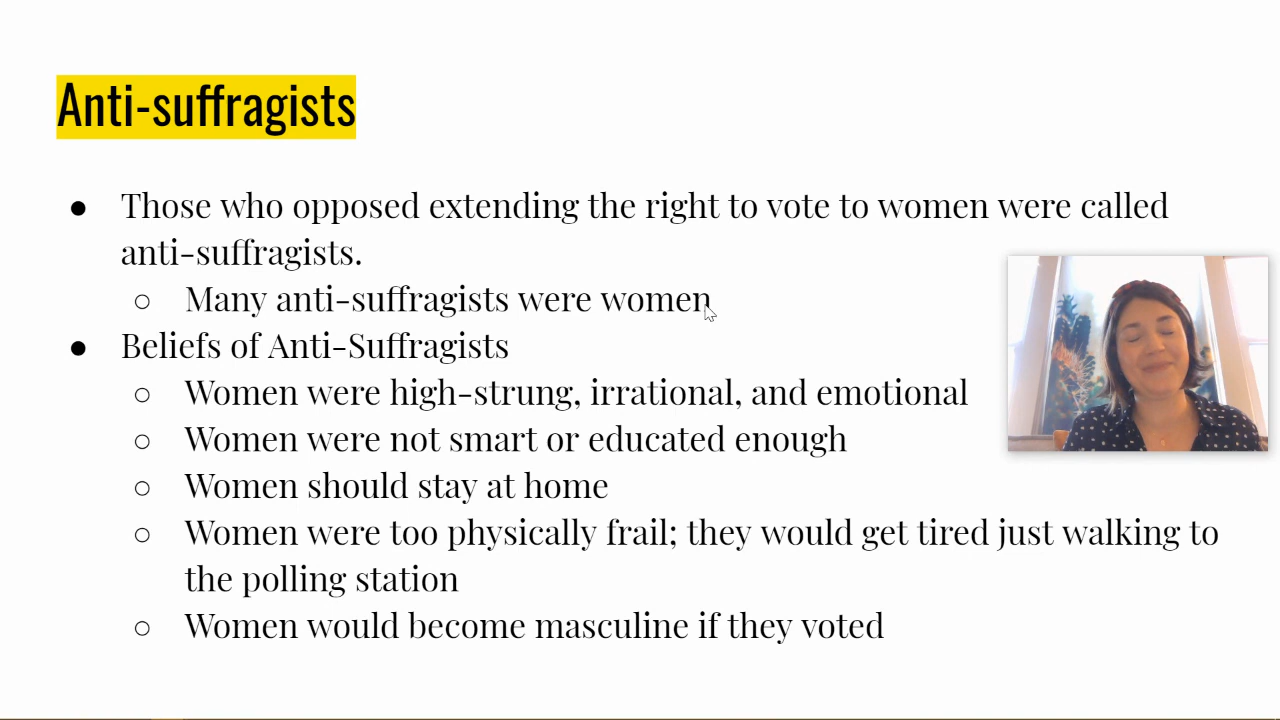 Anti-suffragists
● Those who opposed extending the right to vote to women were called
anti-suffragists.
○ Many anti-suffragists were women
● Beliefs of Anti-Suffragists
○ Women were high-strung, irrational, and emotional
○ Women were not smart or educated enough
○ Women should stay at home
○ Women were too physically frail; they would get tired just walking to
the polling station
○ Women would become masculine if they voted